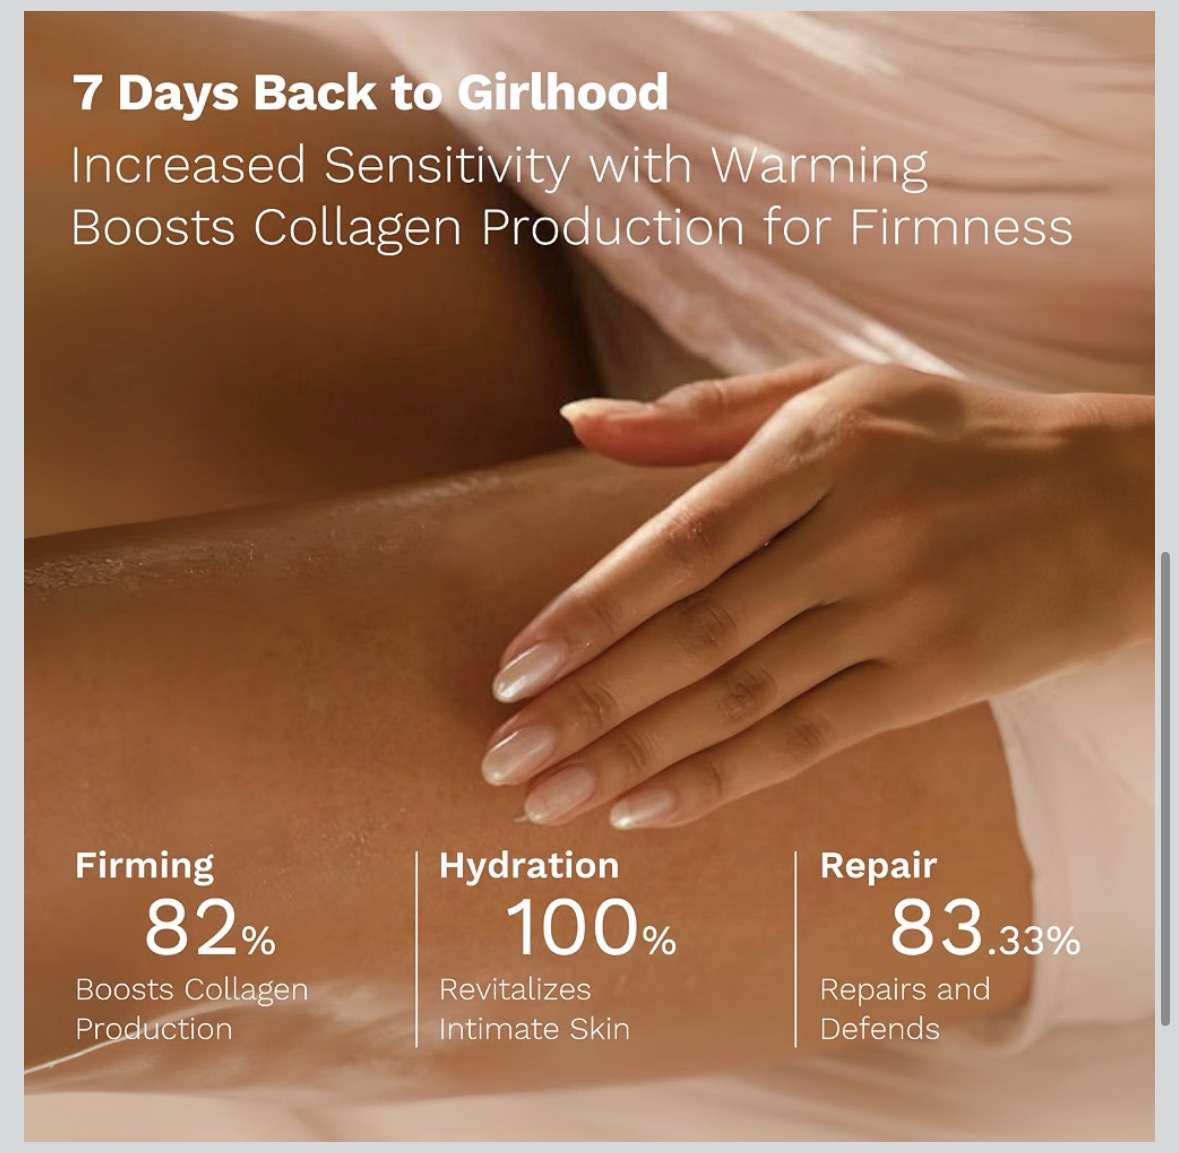 7 Days Back to Girlhood
Increased Sensitivity with Warming
Boosts Collagen Production for Firmness
Firming
82%
Boosts Collagen
Production
Hydration
100%
Revitalizes
Intimate Skin
Repair
83.33%
Repairs and
Defends